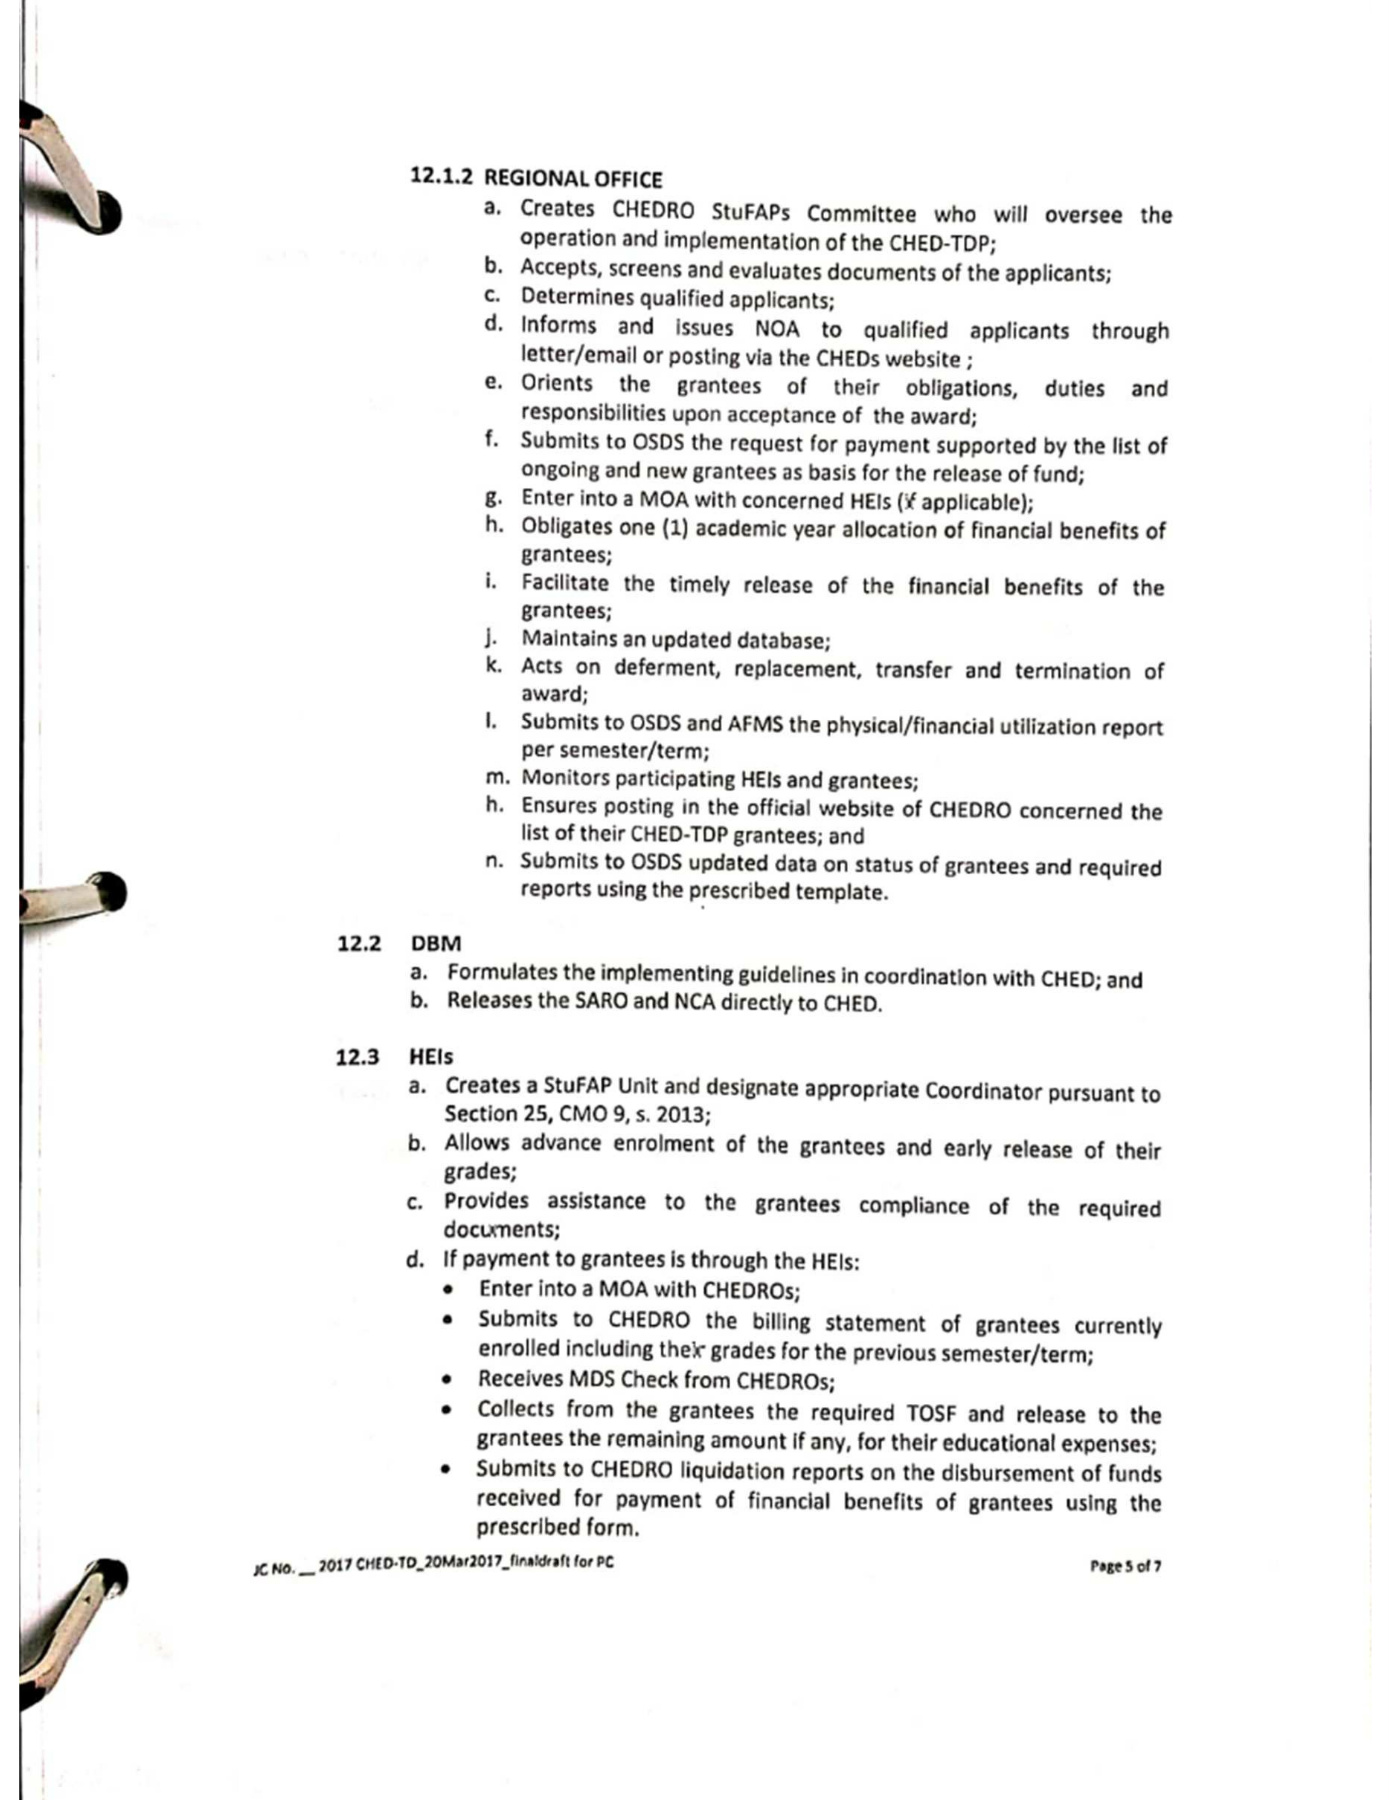 12.1.2 REGIONAL OFFICE
a. Creates CHEDRO StuFAPs Committee who will oversee the
operation and implementation of the CHED-TDP;
b. Accepts, screens and evaluates documents of the applicants;
c. Determines qualified applicants;
d. Informs and issues NOA to qualified applicants through
letter/email or posting via the CHEDs website ;
e. Orients the grantees of their obligations, duties and
responsibilities upon acceptance of the award;
f. Submits to OSDS the request for payment supported by the list of
ongoing and new grantees as basis for the release of fund;
g. Enter into a MOA with concerned HEIs (if applicable);
h. Obligates one (1) academic year allocation of financial benefits of
grantees;
i. Facilitate the timely release of the financial benefits of the
grantees;
j. Maintains an updated database;
k. Acts on deferment, replacement, transfer and termination of
award;
l. Submits to OSDS and AFMS the physical/financial utilization report
per semester/term;
m. Monitors participating HEIs and grantees;
h. Ensures posting in the official website of CHEDRO concerned the
list of their CHED-TDP grantees; and
n. Submits to OSDS updated data on status of grantees and required
reports using the prescribed template.
12.2 DBM
a. Formulates the implementing guidelines in coordination with CHED; and
b. Releases the SARO and NCA directly to CHED.
12.3 HEIs
a. Creates a StuFAP Unit and designate appropriate Coordinator pursuant to
Section 25, CMO 9, s. 2013;
b. Allows advance enrolment of the grantees and early release of their
grades;
c. Provides assistance to the grantees compliance of the required
documents;
d. If payment to grantees is through the HEIs:
• Enter into a MOA with CHEDROs;
• Submits to CHEDRO the billing statement of grantees currently
enrolled including their grades for the previous semester/term;
• Receives MDS Check from CHEDROs;
• Collects from the grantees the required TOSF and release to the
grantees the remaining amount if any, for their educational expenses;
• Submits to CHEDRO liquidation reports on the disbursement of funds
received for payment of financial benefits of grantees using the
prescribed form.
JC No. __ 2017 CHED-TD_20Mar2017_finaldraft for PC Page 5 of 7